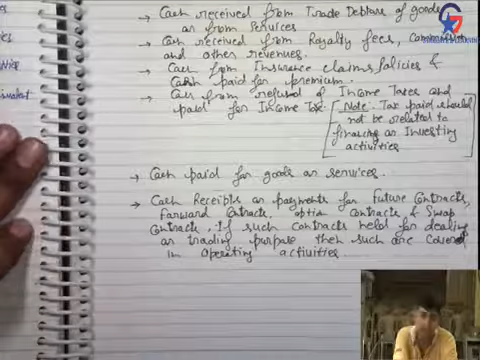 → Cash received from Trade Debtors of goods
or from services
→ Cash received from Royalty fees, Commission
and other revenues.
→ Cash from Insurance claims, policies &
Cash paid for premium.
→ Cash from refund of Income Taxes and
paid for Income Tax. [Note: Tax paid should
not be related to
financing or Investing
activities]
→ Cash paid for goods or services.
→ Cash Receipts or payments for Future Contracts,
forward Contracts, option contracts & Swap
Contracts, If such contracts held for dealing
or trading purpose then such are covered
in operating activities